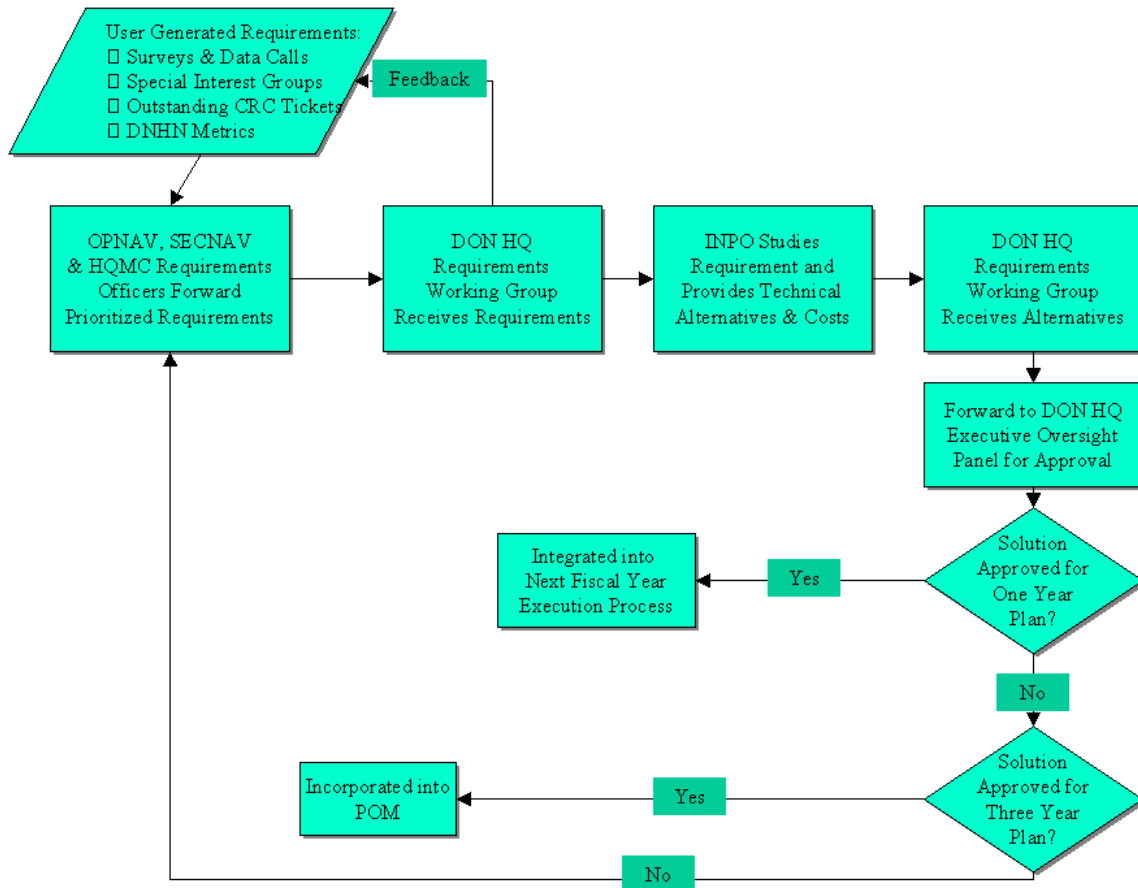 User Generated Requirements:
▯ Surveys & Data Calls
▯ Special Interest Groups
▯ Outstanding CRC Tickets
▯ DNHN Metrics
Feedback
OPNAV, SECNAV
& HQMC Requirements
Officers Forward
Prioritized Requirements
DON HQ
Requirements
Working Group
Receives Requirements
INPO Studies
Requirement and
Provides Technical
Alternatives & Costs
DON HQ
Requirements
Working Group
Receives Alternatives
Forward to DON HQ
Executive Oversight
Panel for Approval
Solution
Approved for
One Year
Plan?
Yes
Integrated into
Next Fiscal Year
Execution Process
No
Solution
Approved for
Three Year
Plan?
Yes
Incorporated into
POM
No